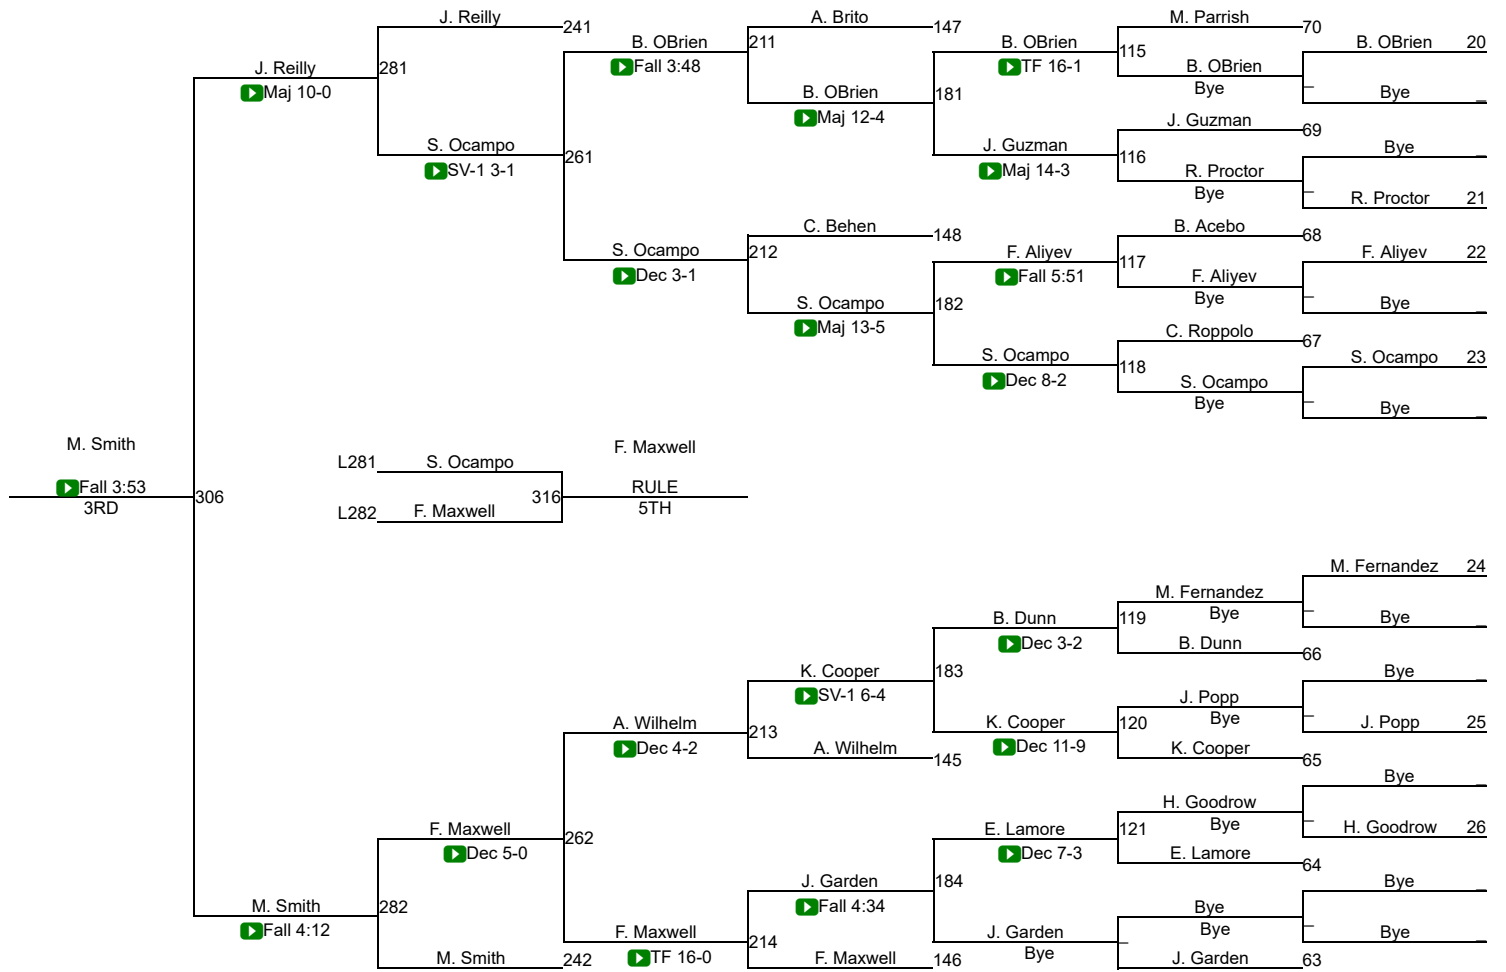 J. Reilly 241
A. Brito 147
M. Parrish 70
B. OBrien 211
B. OBrien 115
B. OBrien 20
J. Reilly 281
Fall 3:48
TF 16-1
B. OBrien
Maj 10-0
B. OBrien 181
Bye
Bye _
Maj 12-4
J. Guzman 69
S. Ocampo 261
J. Guzman 116
Bye _
SV-1 3-1
Maj 14-3
R. Proctor
Bye
R. Proctor 21
C. Behen 148
B. Acebo 68
S. Ocampo 212
F. Aliyev 117
F. Aliyev 22
Dec 3-1
Fall 5:51
F. Aliyev
S. Ocampo 182
Bye
Bye _
Maj 13-5
C. Roppolo 67
S. Ocampo 118
S. Ocampo 23
Dec 8-2
S. Ocampo
Bye
Bye _
M. Smith
F. Maxwell
L281 S. Ocampo
Fall 3:53 306
316 RULE
3RD
5TH
L282 F. Maxwell
M. Fernandez 24
M. Fernandez
B. Dunn 119
Bye
Bye _
Dec 3-2
B. Dunn 66
K. Cooper 183
Bye _
SV-1 6-4
J. Popp
A. Wilhelm 213
K. Cooper 120
Bye
J. Popp 25
Dec 4-2
Dec 11-9
A. Wilhelm 145
K. Cooper 65
Bye _
H. Goodrow
F. Maxwell 262
E. Lamore 121
Bye
H. Goodrow 26
Dec 5-0
Dec 7-3
E. Lamore 64
J. Garden 184
Bye _
M. Smith 282
Fall 4:34
Bye
Fall 4:12
F. Maxwell 214
J. Garden
Bye
Bye _
M. Smith 242
TF 16-0
F. Maxwell 146
Bye
J. Garden 63